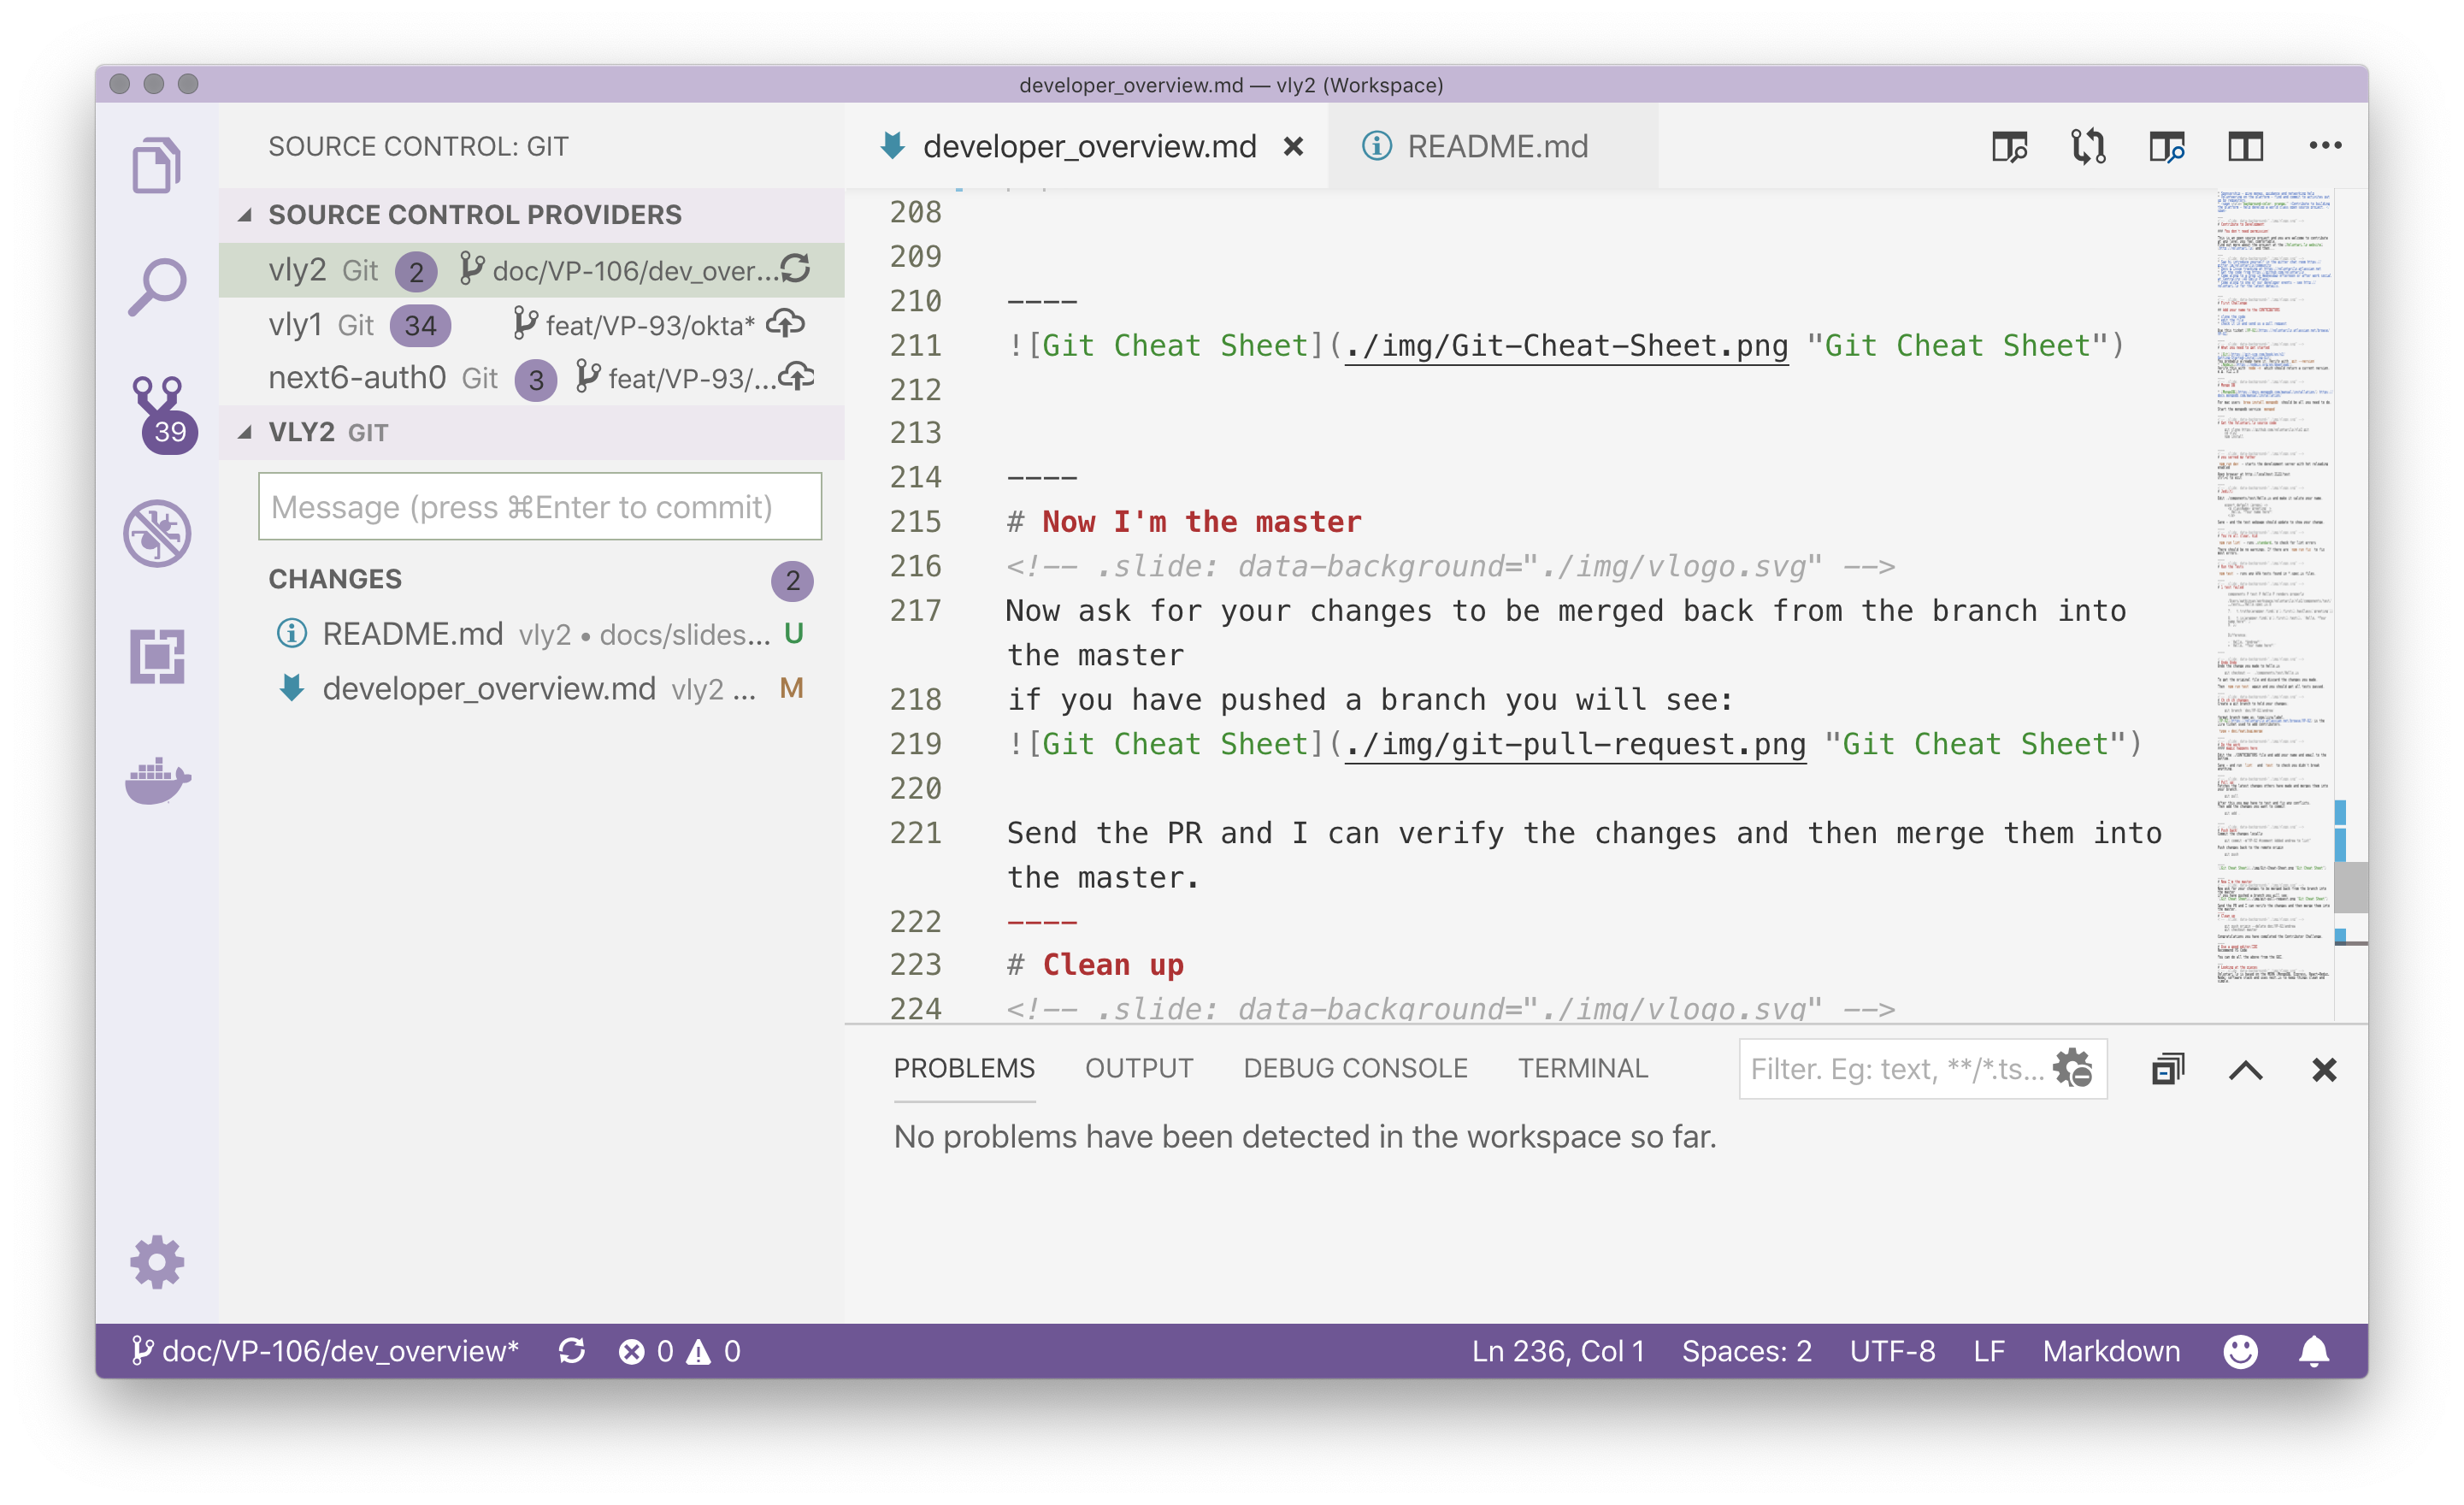 developer_overview.md — vly2 (Workspace)
SOURCE CONTROL: GIT
SOURCE CONTROL PROVIDERS
vly2 Git 2 doc/VP-106/dev_over...
vly1 Git 34 feat/VP-93/okta*
next6-auth0 Git 3 feat/VP-93/...
39
VLY2 GIT
Message (press ⌘Enter to commit)
CHANGES 2
README.md vly2 • docs/slides... U
developer_overview.md vly2 ... M
developer_overview.md
README.md
208
209
210 ----
211 ![Git Cheat Sheet](./img/Git-Cheat-Sheet.png "Git Cheat Sheet")
212
213
214 ----
215 # Now I'm the master
216 <!-- .slide: data-background="./img/vlogo.svg" -->
217 Now ask for your changes to be merged back from the branch into
the master
218 if you have pushed a branch you will see:
219 ![Git Cheat Sheet](./img/git-pull-request.png "Git Cheat Sheet")
220
221 Send the PR and I can verify the changes and then merge them into
the master.
222 ----
223 # Clean up
224 <!-- .slide: data-background="./img/vlogo.svg" -->
PROBLEMS OUTPUT DEBUG CONSOLE TERMINAL
Filter. Eg: text, **/*.ts...
No problems have been detected in the workspace so far.
doc/VP-106/dev_overview* 0 0
Ln 236, Col 1 Spaces: 2 UTF-8 LF Markdown